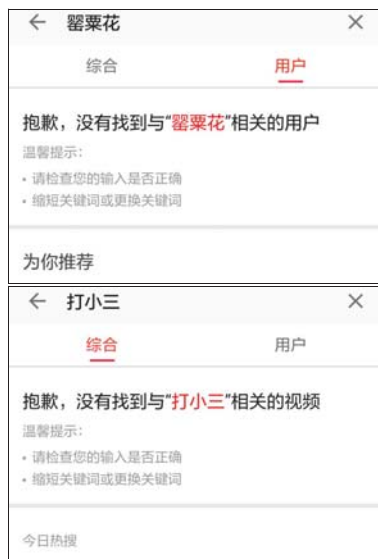 罂粟花
综合 用户
抱歉，没有找到与“罂粟花”相关的用户
温馨提示：
• 请检查您的输入是否正确
• 缩短关键词或更换关键词
为你推荐
打小三
综合 用户
抱歉，没有找到与“打小三”相关的视频
温馨提示：
• 请检查您的输入是否正确
• 缩短关键词或更换关键词
今日热搜